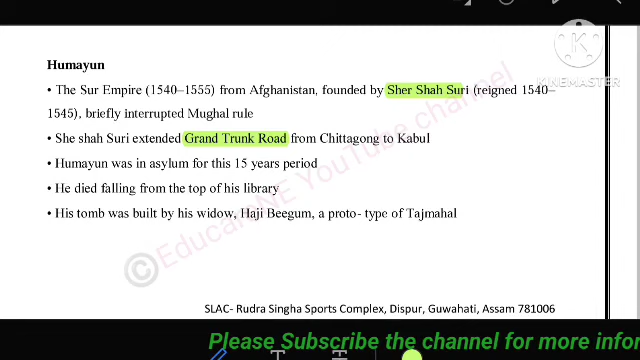 KINEMASTER
Humayun
• The Sur Empire (1540–1555) from Afghanistan, founded by Sher Shah Suri (reigned 1540–
1545), briefly interrupted Mughal rule
• She shah Suri extended Grand Trunk Road from Chittagong to Kabul
• Humayun was in asylum for this 15 years period
• He died falling from the top of his library
• His tomb was built by his widow, Haji Beegum, a proto- type of Tajmahal
©EducareONE YouTube channel
SLAC- Rudra Singha Sports Complex, Dispur, Guwahati, Assam 781006
Please Subscribe the channel for more info